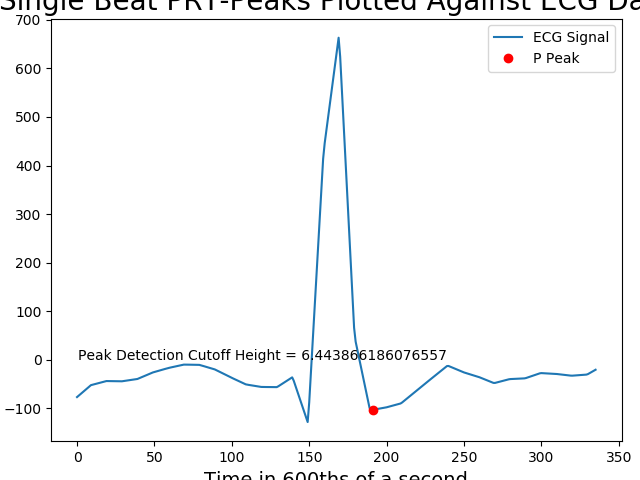 Single Beat PRT-Peaks Plotted Against ECG Da
700
600
500
400
300
200
100
0
−100
ECG Signal
P Peak
Peak Detection Cutoff Height = 6.443866186076557
0 50 100 150 200 250 300 350
Time in 600ths of a second